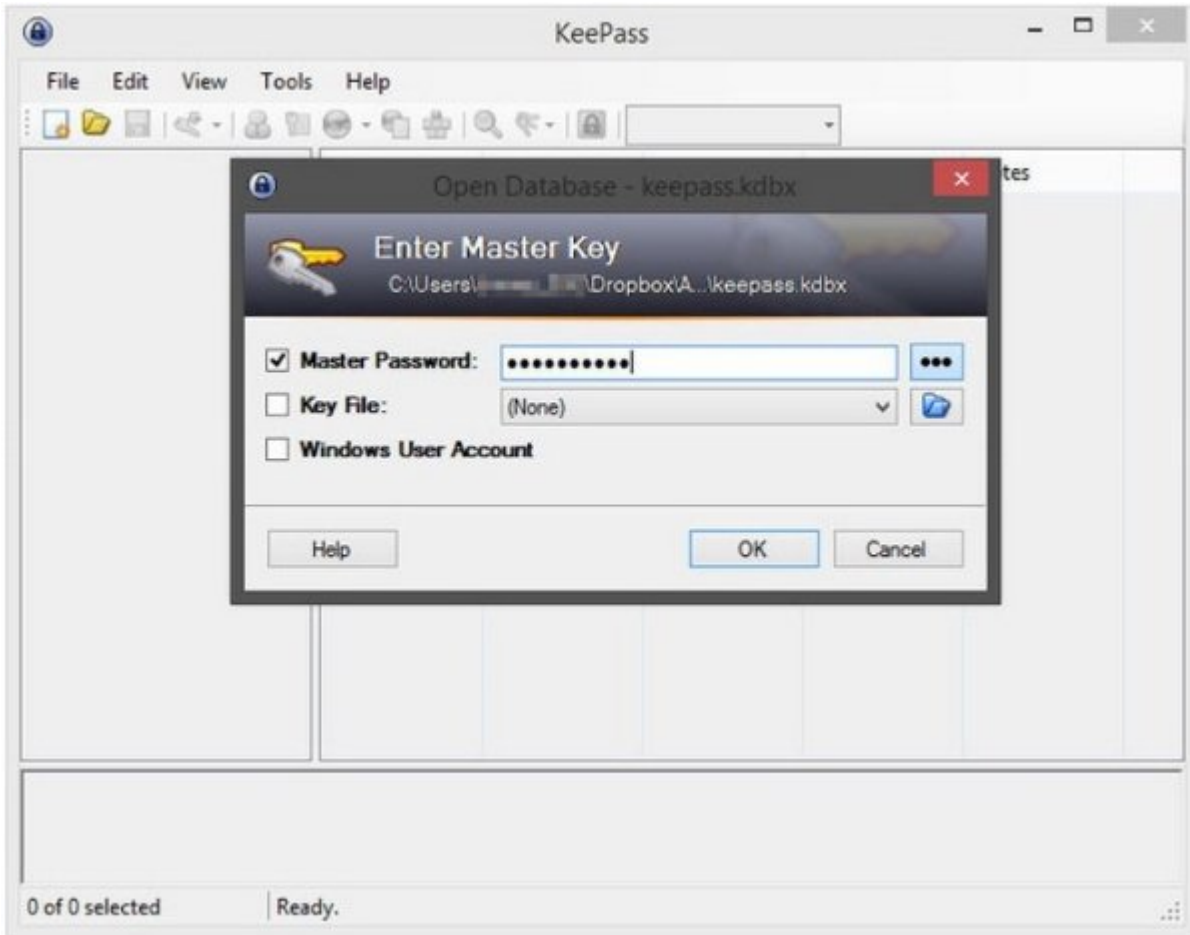 KeePass
File Edit View Tools Help
tes
Open Database - keepass.kdbx
Enter Master Key
C:\Users\ \Dropbox\A...\keepass.kdbx
Master Password: ••••••••••
Key File: (None)
Windows User Account
Help OK Cancel
0 of 0 selected Ready.